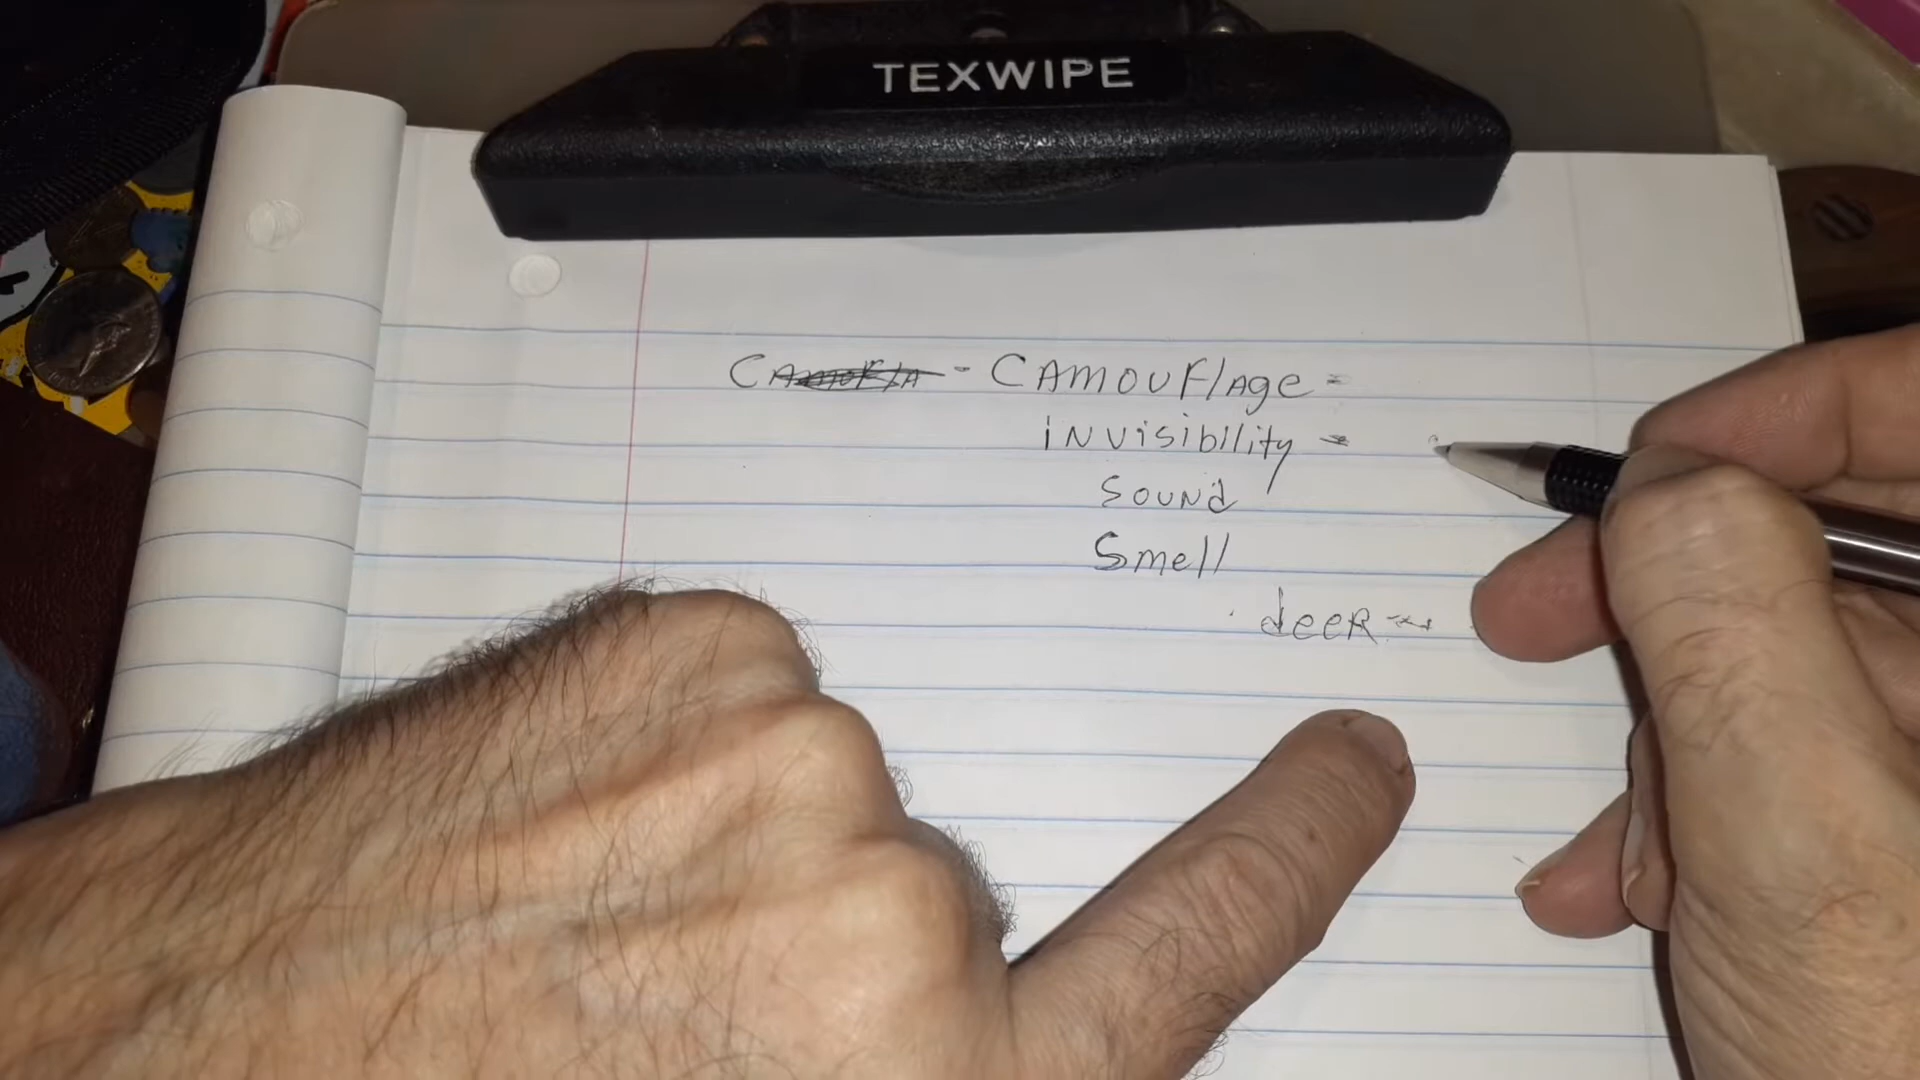 TEXWIPE
CAMOUFlAge =
iNVisibility =
SOUNd
Smell
deeR